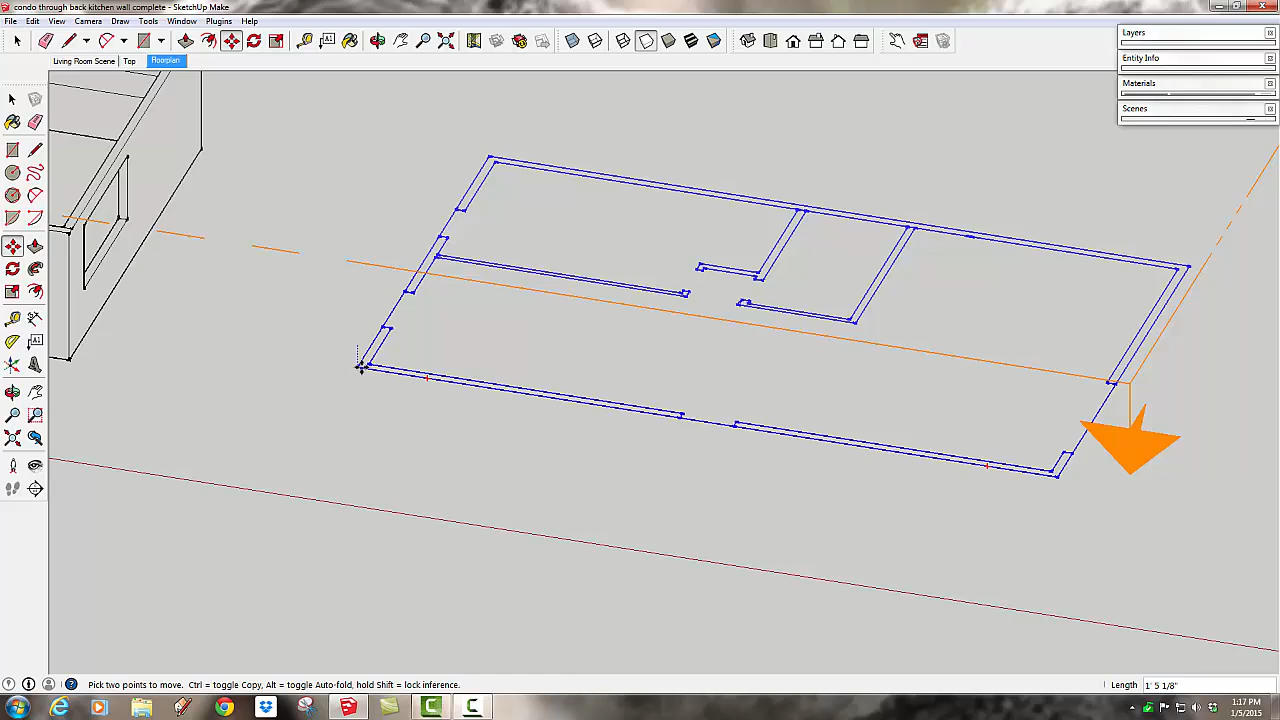 condo through back kitchen wall complete - SketchUp Make
File Edit View Camera Draw Tools Window Plugins Help
Living Room Scene Top Floorplan
Layers
Entity Info
Materials
Scenes
Pick two points to move. Ctrl = toggle Copy, Alt = toggle Auto-fold, hold Shift = lock inference.
Length 1' 5 1/8"
1:17 PM
1/5/2015